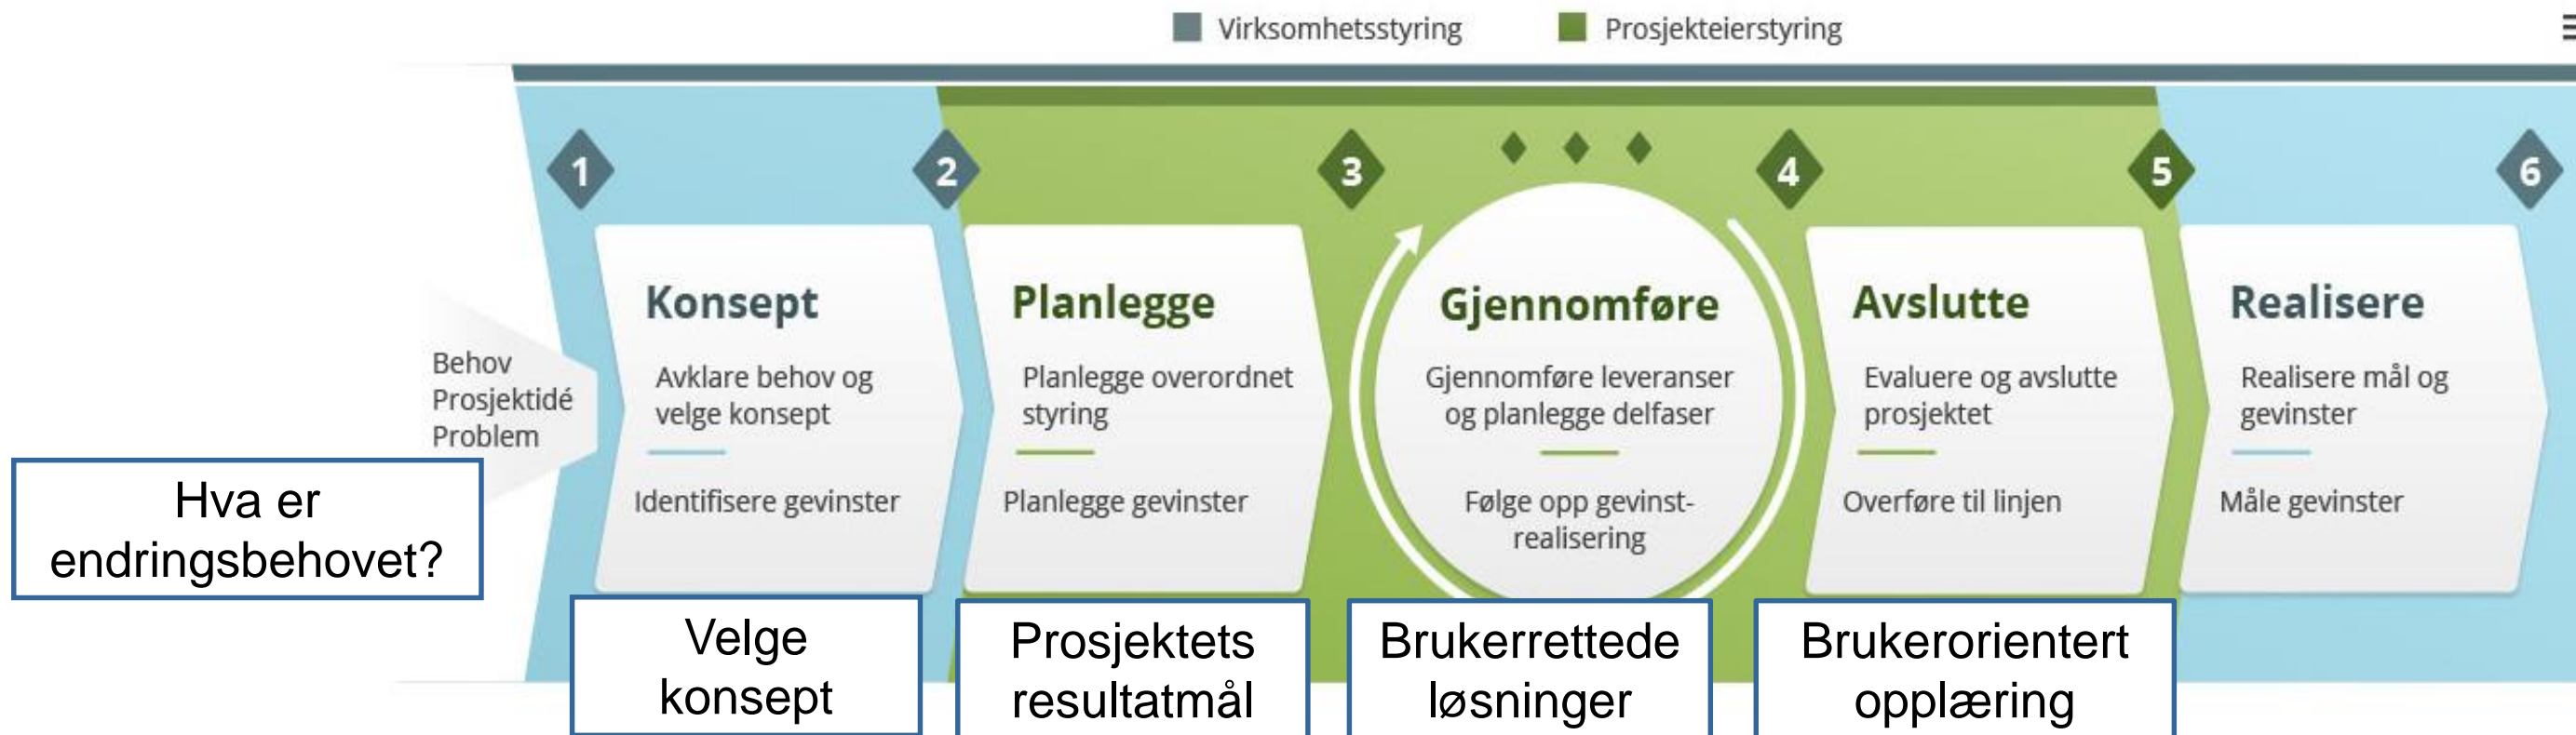 Virksomhetsstyring
Prosjekteierstyring
1
2
3
4
5
6
Behov
Prosjektidé
Problem
Hva er
endringsbehovet?
Konsept
Avklare behov og
velge konsept
Identifisere gevinster
Velge
konsept
Planlegge
Planlegge overordnet
styring
Planlegge gevinster
Prosjektets
resultatmål
Gjennomføre
Gjennomføre leveranser
og planlegge delfaser
Følge opp gevinst-
realisering
Brukerrettede
løsninger
Avslutte
Evaluere og avslutte
prosjektet
Overføre til linjen
Brukerorientert
opplæring
Realisere
Realisere mål og
gevinster
Måle gevinster